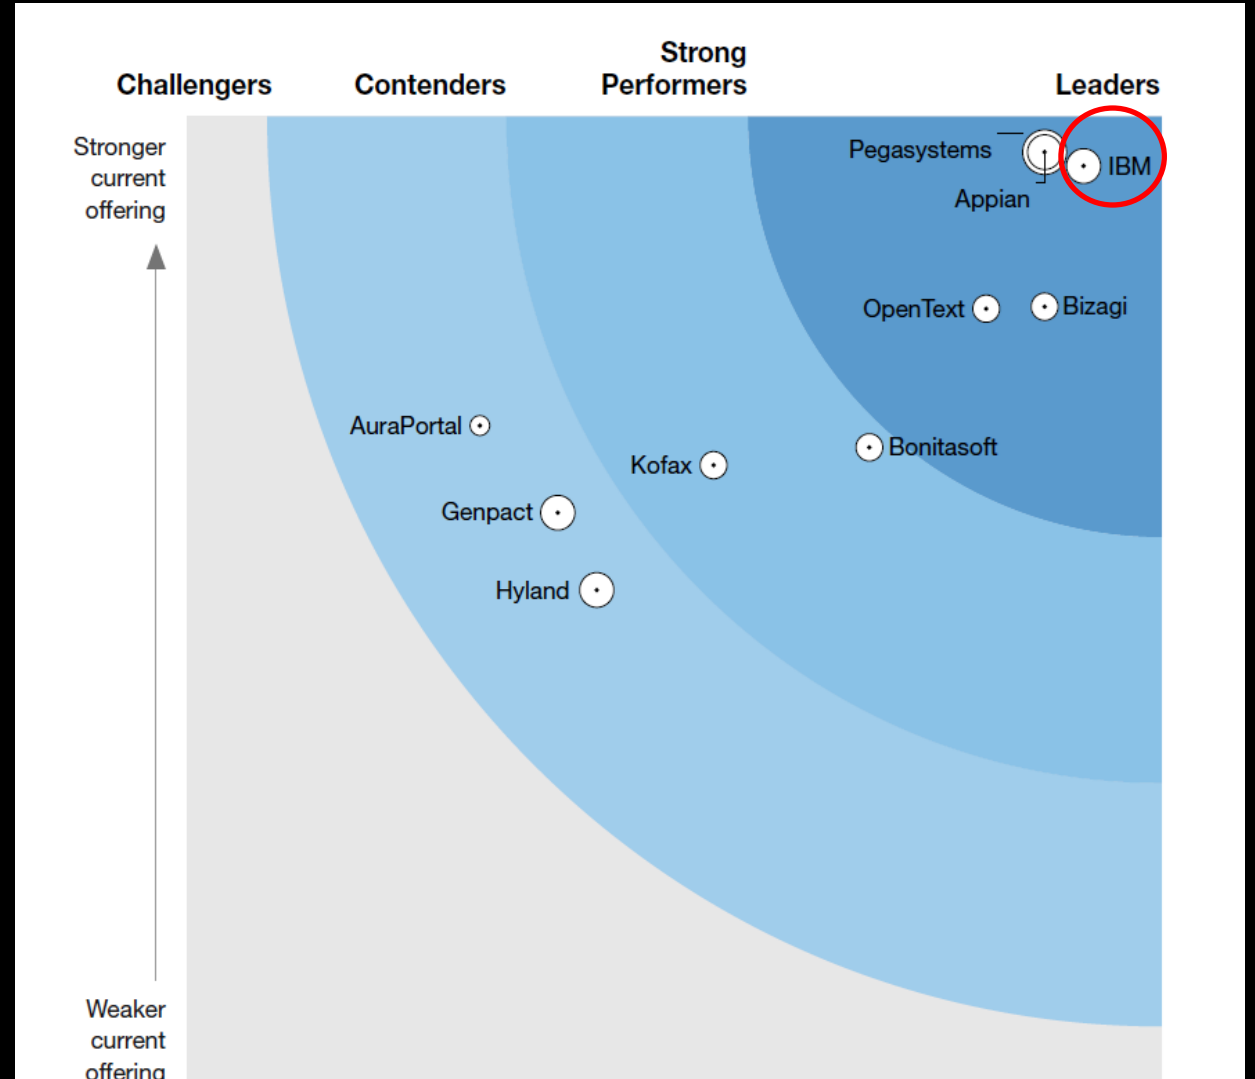 Challengers
Contenders
Strong
Performers
Leaders
Stronger
current
offering
Pegasystems
IBM
Appian
OpenText
Bizagi
AuraPortal
Bonitasoft
Kofax
Genpact
Hyland
Weaker
current
offering